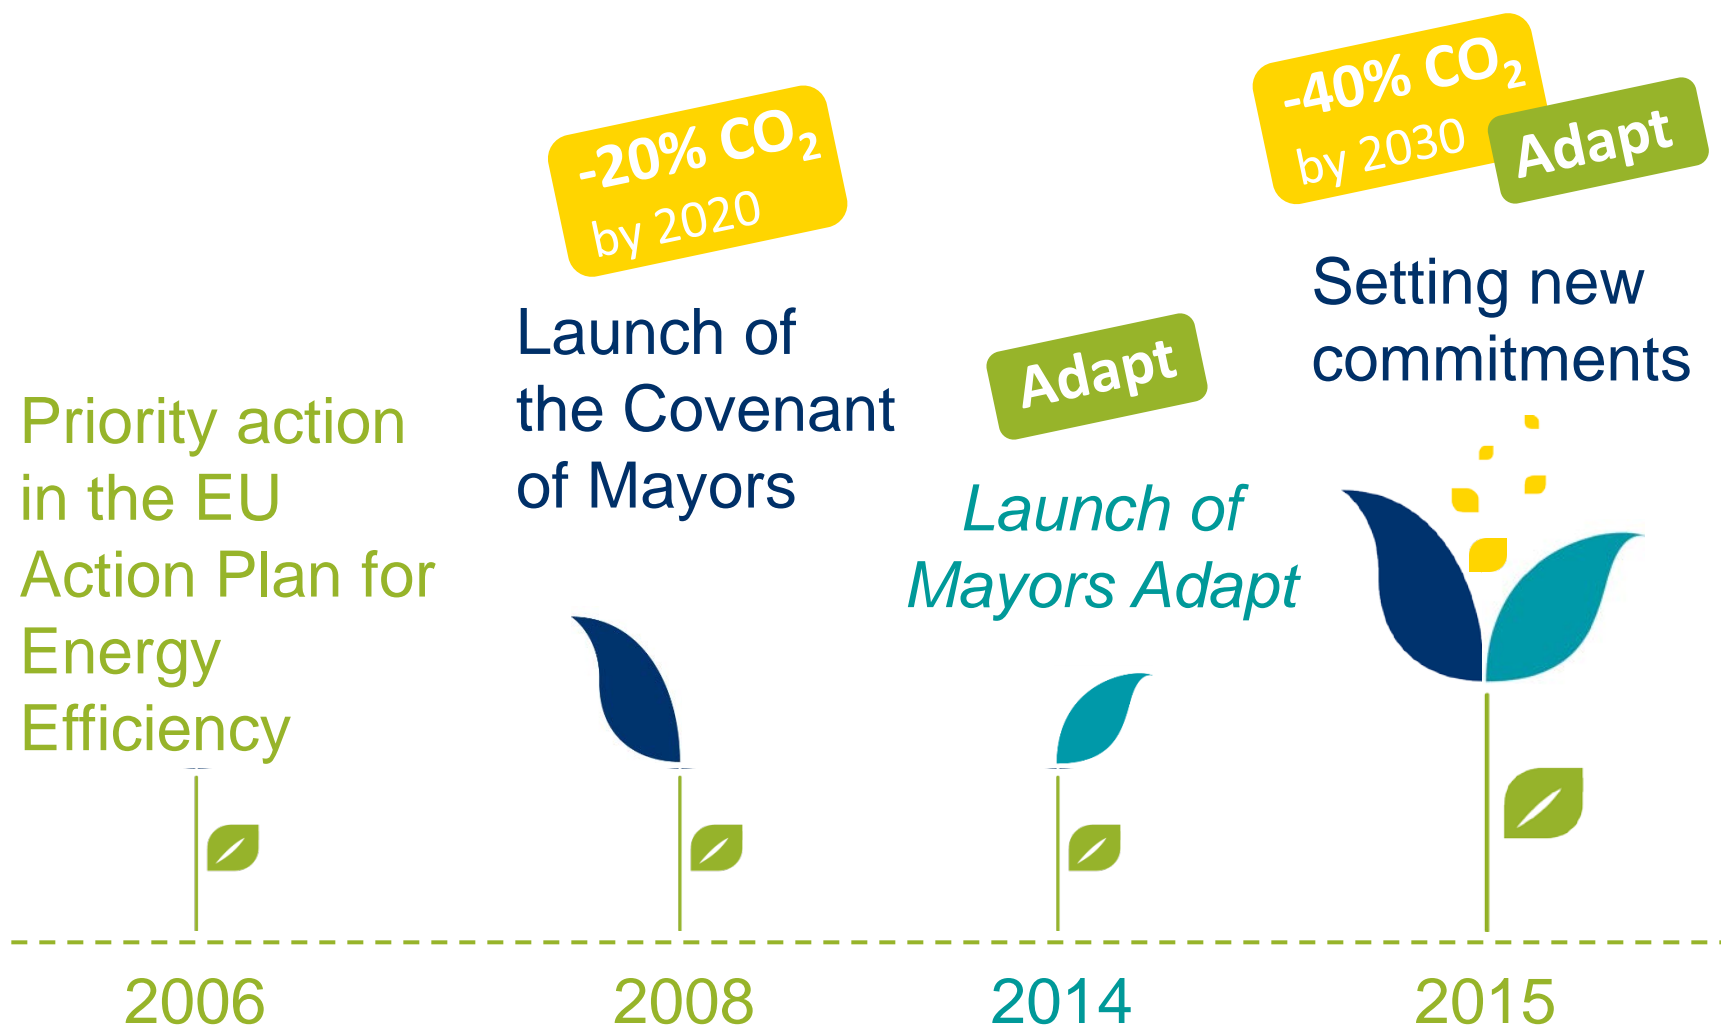 Priority action
in the EU
Action Plan for
Energy
Efficiency
2006
-20% CO₂
by 2020
Launch of
the Covenant
of Mayors
2008
Adapt
Launch of
Mayors Adapt
2014
-40% CO₂
by 2030
Adapt
Setting new
commitments
2015